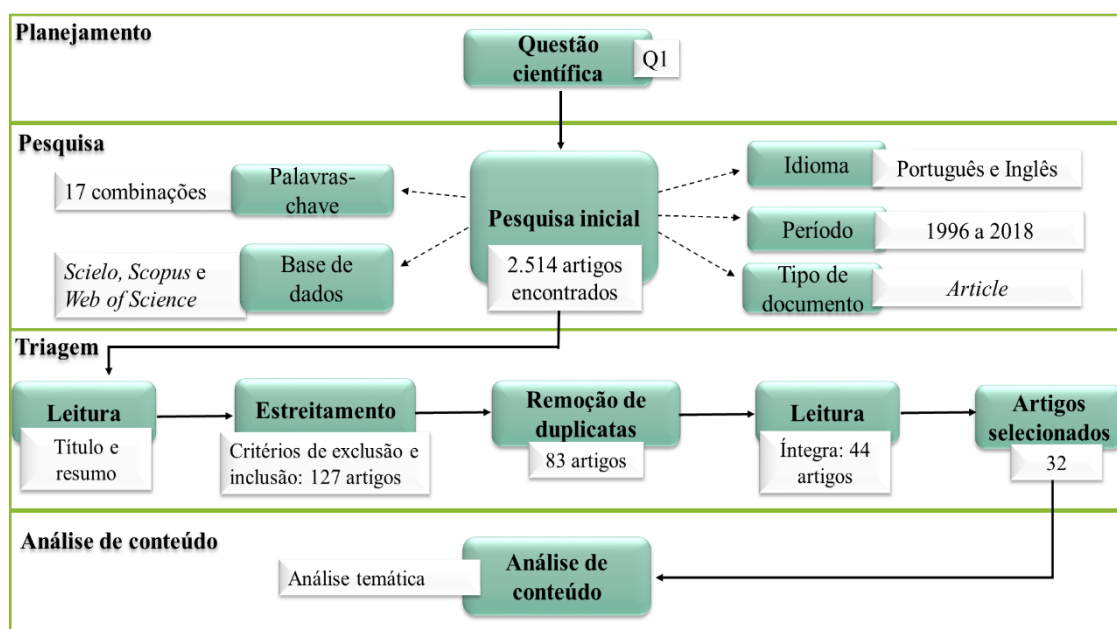 Planejamento
Questão
científica
Q1
Pesquisa
17 combinações
Palavras-
chave
Scielo, Scopus e
Web of Science
Base de
dados
Pesquisa inicial
2.514 artigos
encontrados
Idioma
Português e Inglês
Período
1996 a 2018
Tipo de
documento
Article
Triagem
Leitura
Título e
resumo
Estreitamento
Critérios de exclusão e
inclusão: 127 artigos
Remoção de
duplicatas
83 artigos
Leitura
Íntegra: 44
artigos
Artigos
selecionados
32
Análise de conteúdo
Análise temática
Análise de
conteúdo